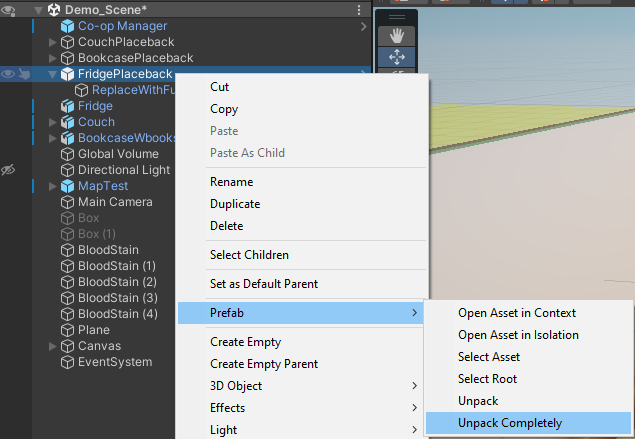 Demo_Scene*
Co-op Manager
CouchPlaceback
BookcasePlaceback
FridgePlaceback
ReplaceWithFu
Fridge
Couch
BookcaseWbooks
Global Volume
Directional Light
MapTest
Main Camera
Box
Box (1)
BloodStain
BloodStain (1)
BloodStain (2)
BloodStain (3)
BloodStain (4)
Plane
Canvas
EventSystem
Cut
Copy
Paste
Paste As Child
Rename
Duplicate
Delete
Select Children
Set as Default Parent
Prefab
Create Empty
Create Empty Parent
3D Object
Effects
Light
Open Asset in Context
Open Asset in Isolation
Select Asset
Select Root
Unpack
Unpack Completely